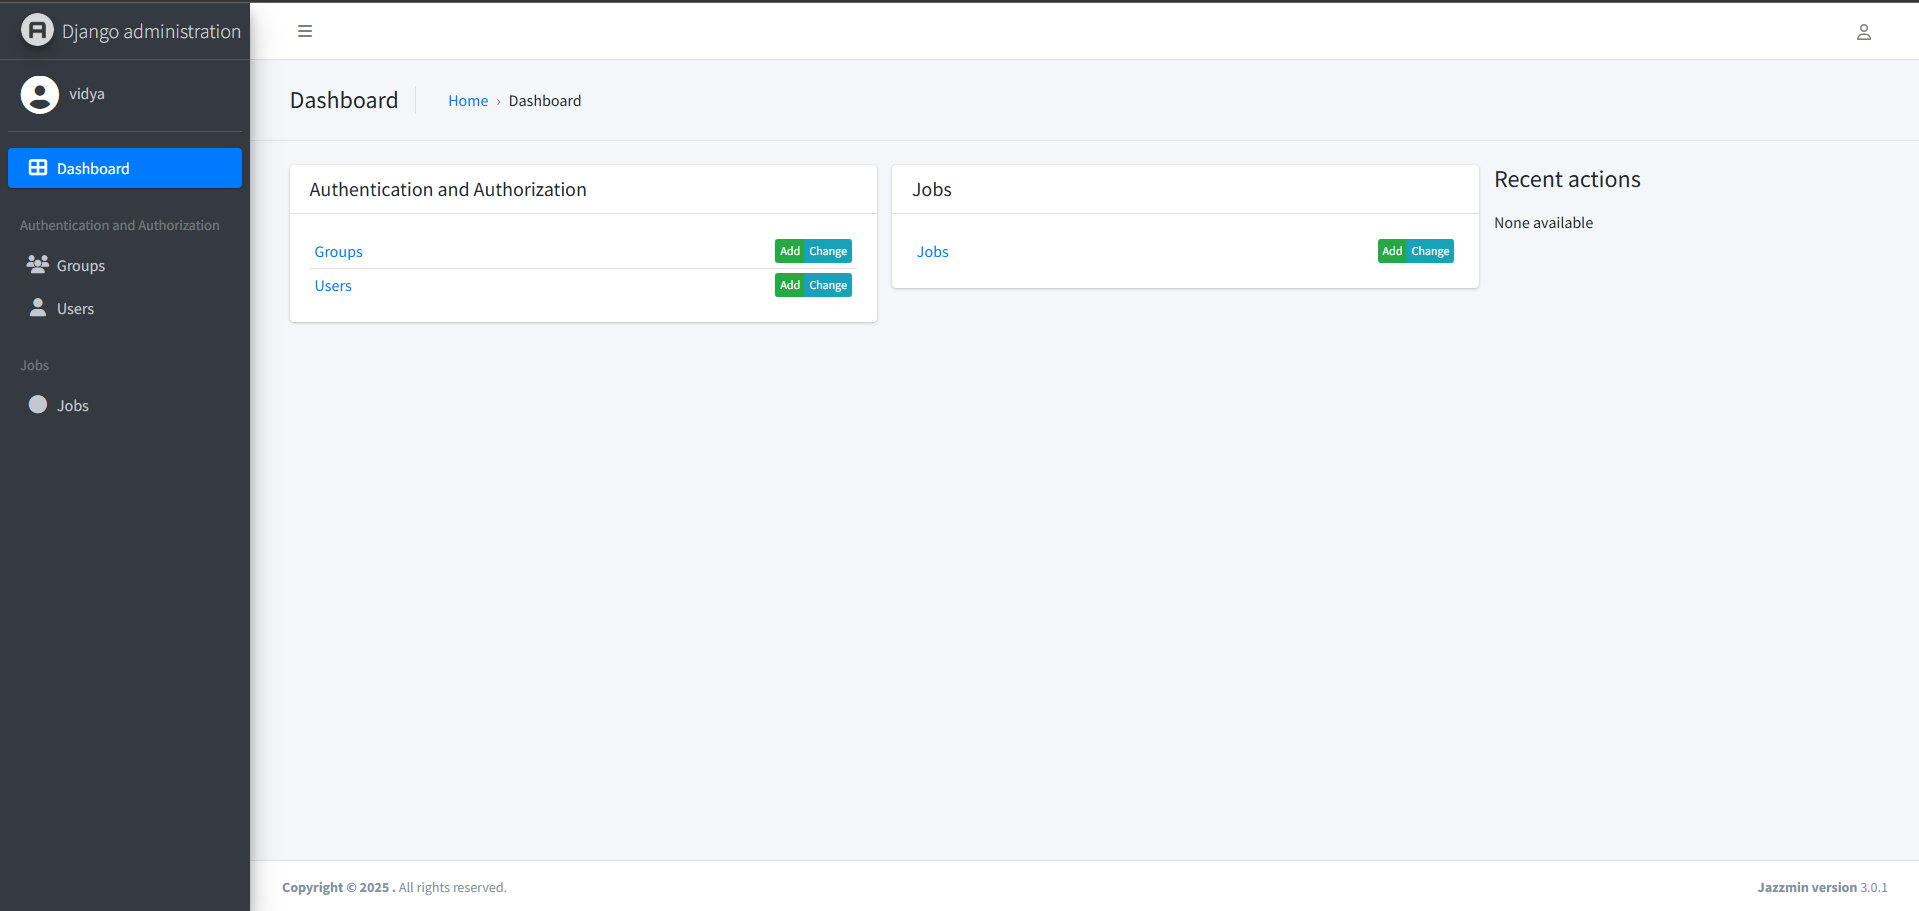 Django administration
vidya
Dashboard
Authentication and Authorization
Groups
Users
Jobs
Jobs
Dashboard
Home › Dashboard
Authentication and Authorization
Groups Add Change
Users Add Change
Jobs
Jobs Add Change
Recent actions
None available
Copyright © 2025 . All rights reserved.
Jazzmin version 3.0.1